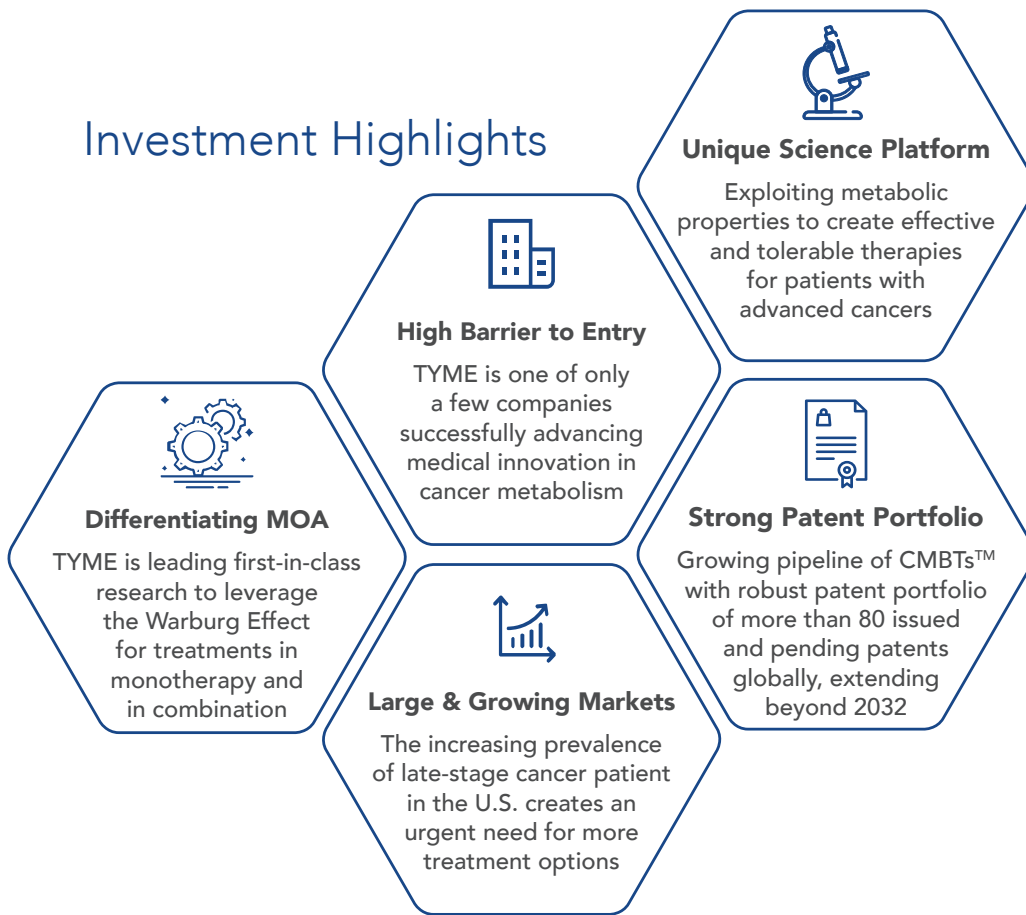 Investment Highlights
Unique Science Platform
Exploiting metabolic
properties to create effective
and tolerable therapies
for patients with
advanced cancers
High Barrier to Entry
TYME is one of only
a few companies
successfully advancing
medical innovation in
cancer metabolism
Differentiating MOA
TYME is leading first-in-class
research to leverage
the Warburg Effect
for treatments in
monotherapy and
in combination
Strong Patent Portfolio
Growing pipeline of CMBTs™
with robust patent portfolio
of more than 80 issued
and pending patents
globally, extending
beyond 2032
Large & Growing Markets
The increasing prevalence
of late-stage cancer patient
in the U.S. creates an
urgent need for more
treatment options